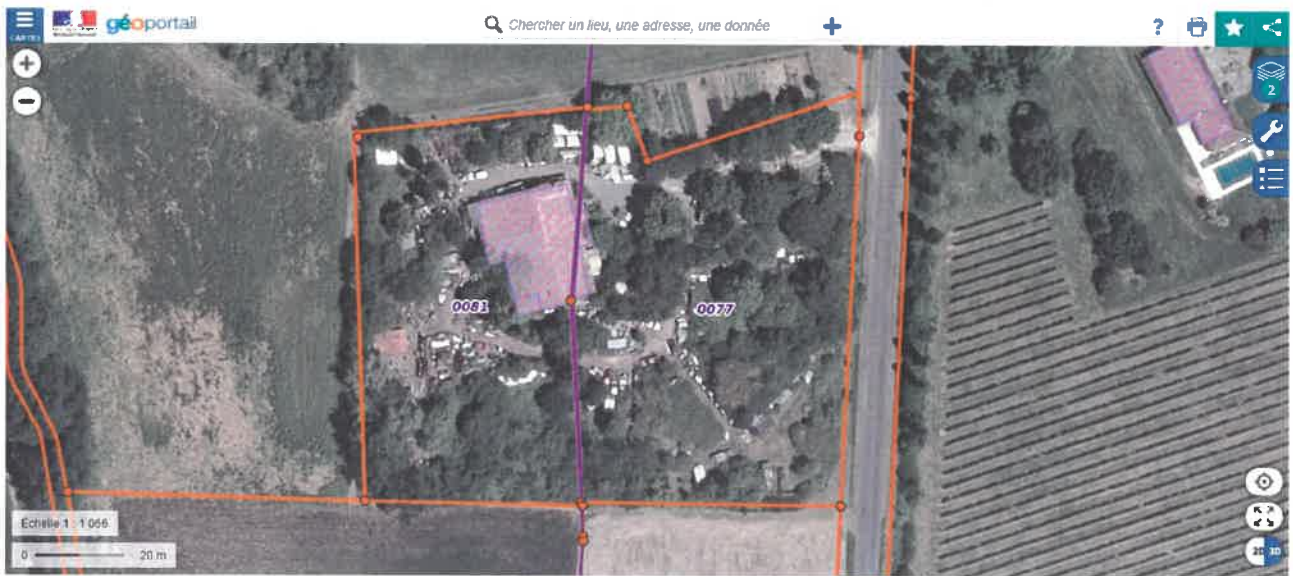 CARTES
géoportail
Chercher un lieu, une adresse, une donnée
?
2
0081
0077
Echelle 1 : 1 066
0 20 m
2D 3D